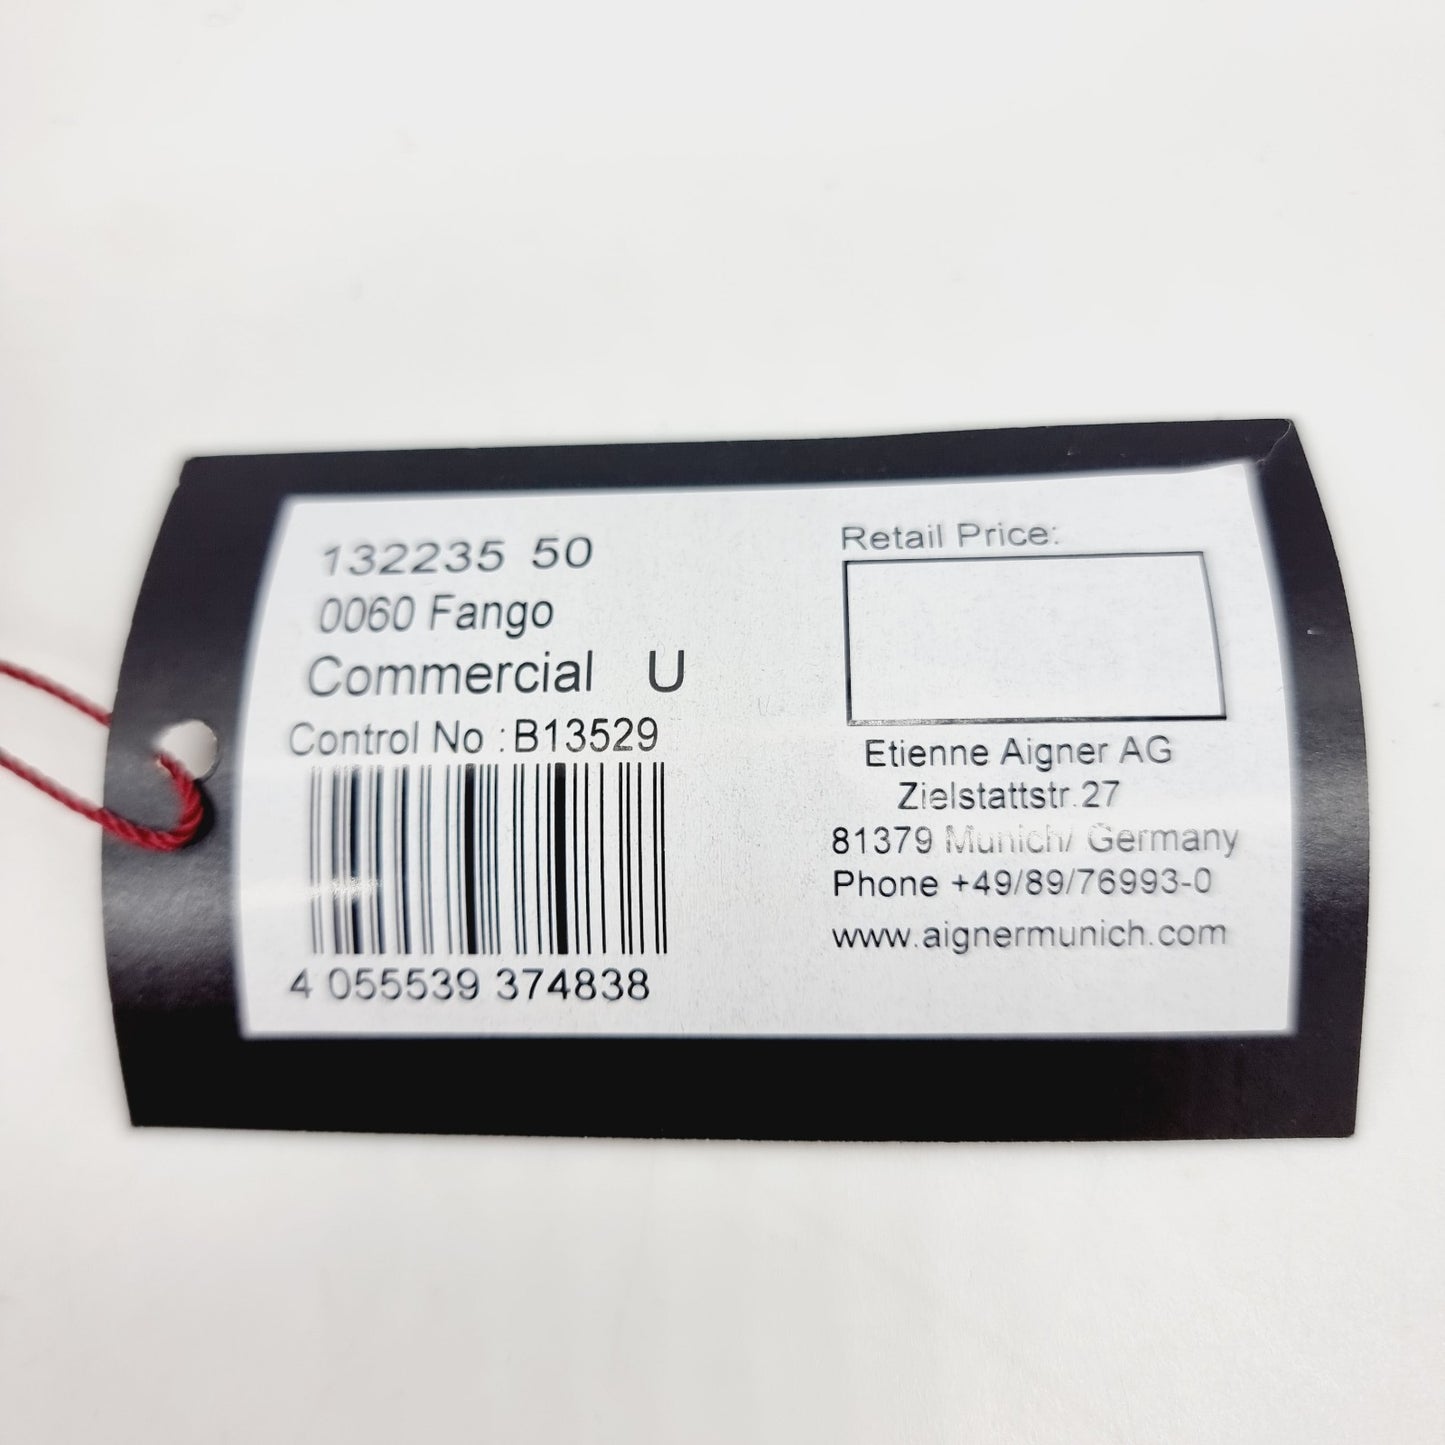 132235 50
0060 Fango
Commercial U
Control No :B13529
4 055539 374838
Retail Price:
Etienne Aigner AG
Zielstattstr.27
81379 Munich/ Germany
Phone +49/89/76993-0
www.aignermunich.com